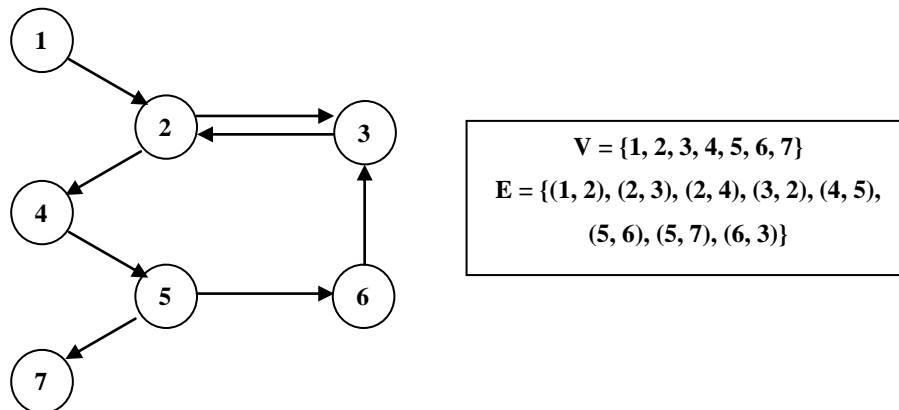 1
2
3
4
5
6
7
V = {1, 2, 3, 4, 5, 6, 7}
E = {(1, 2), (2, 3), (2, 4), (3, 2), (4, 5),
(5, 6), (5, 7), (6, 3)}